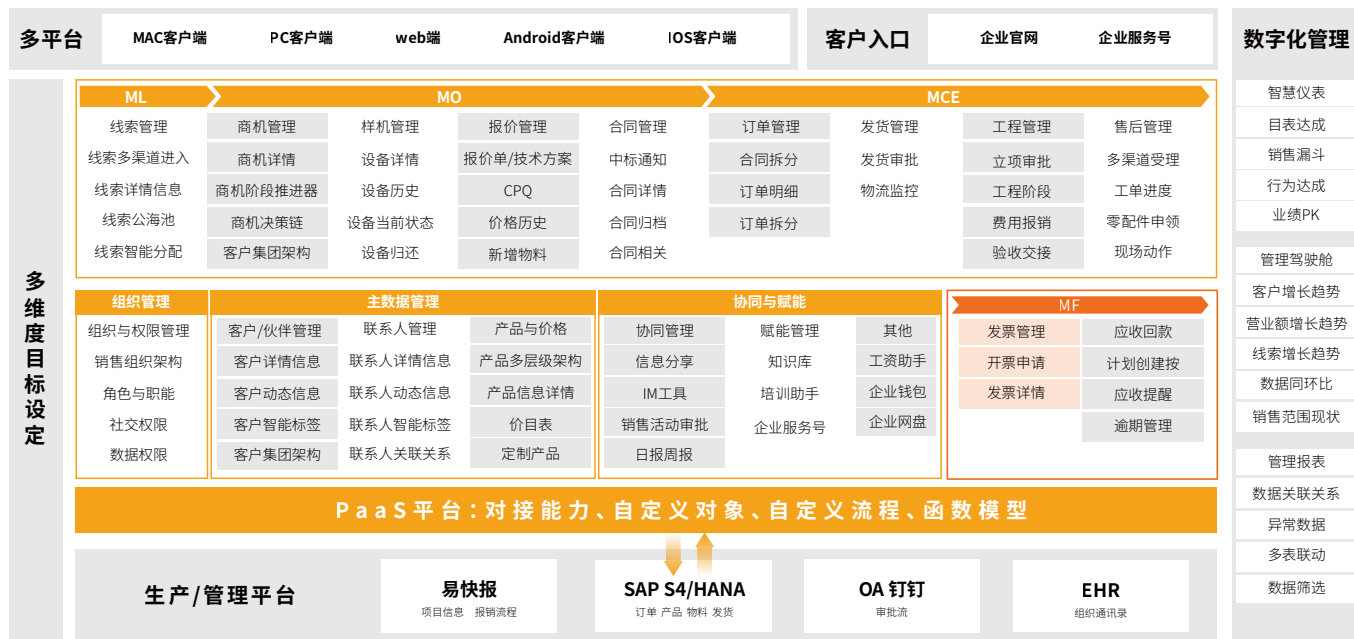 多平台 MAC客户端 PC客户端 web端 Android客户端 IOS客户端 客户入口 企业官网 企业服务号 数字化管理
ML MO MCE
线索管理 商机管理 样机管理 报价管理 合同管理 订单管理 发货管理 工程管理 售后管理
线索多渠道进入 商机详情 设备详情 报价单/技术方案 中标通知 合同拆分 发货审批 立项审批 多渠道受理
线索详情信息 商机阶段推进器 设备历史 CPQ 合同详情 订单明细 物流监控 工程阶段 工单进度
线索公海池 商机决策链 设备当前状态 价格历史 合同归档 订单拆分 费用报销 零配件申领
线索智能分配 客户集团架构 设备归还 新增物料 合同相关 验收交接 现场动作
多维度目标设定
组织管理 主数据管理 协同与赋能 MF
组织与权限管理 客户/伙伴管理 联系人管理 产品与价格 协同管理 赋能管理 其他 发票管理 应收回款
销售组织架构 客户详情信息 联系人详情信息 产品多层级架构 信息分享 知识库 工资助手 开票申请 计划创建按
角色与职能 客户动态信息 联系人动态信息 产品信息详情 IM工具 培训助手 企业钱包 发票详情 应收提醒
社交权限 客户智能标签 联系人智能标签 价目表 销售活动审批 企业服务号 企业网盘 逾期管理
数据权限 客户集团架构 联系人关联关系 定制产品 日报周报
PaaS平台:对接能力、自定义对象、自定义流程、函数模型
生产/管理平台 易快报 SAP S4/HANA OA 钉钉 EHR
项目信息 报销流程 订单 产品 物料 发货 审批流 组织通讯录
智慧仪表
目表达成
销售漏斗
行为达成
业绩PK
管理驾驶舱
客户增长趋势
营业额增长趋势
线索增长趋势
数据同环比
销售范围现状
管理报表
数据关联关系
异常数据
多表联动
数据筛选